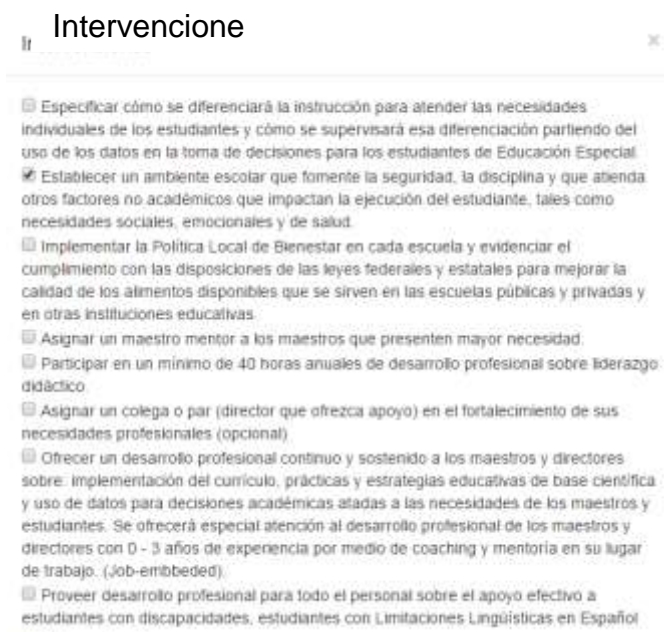 Intervencione
Especificar cómo se diferenciará la instrucción para atender las necesidades
individuales de los estudiantes y cómo se supervisará esa diferenciación partiendo del
uso de los datos en la toma de decisiones para los estudiantes de Educación Especial
Establecer un ambiente escolar que fomente la seguridad, la disciplina y que atienda
otros factores no académicos que impactan la ejecución del estudiante, tales como
necesidades sociales, emocionales y de salud.
Implementar la Política Local de Bienestar en cada escuela y evidenciar el
cumplimiento con las disposiciones de las leyes federales y estatales para mejorar la
calidad de los alimentos disponibles que se sirven en las escuelas públicas y privadas y
en otras instituciones educativas.
Asignar un maestro mentor a los maestros que presenten mayor necesidad.
Participar en un mínimo de 40 horas anuales de desarrollo profesional sobre liderazgo
didáctico.
Asignar un colega o par (director que ofrezca apoyo) en el fortalecimiento de sus
necesidades profesionales (opcional)
Ofrecer un desarrollo profesional continuo y sostenido a los maestros y directores
sobre: implementación del currículo, prácticas y estrategias educativas de base científica
y uso de datos para decisiones académicas atadas a las necesidades de los maestros y
estudiantes. Se ofrecerá especial atención al desarrollo profesional de los maestros y
directores con 0 - 3 años de experiencia por medio de coaching y mentoría en su lugar
de trabajo. (Job-embbeded).
Proveer desarrollo profesional para todo el personal sobre el apoyo efectivo a
estudiantes con discapacidades, estudiantes con Limitaciones Lingüísticas en Español